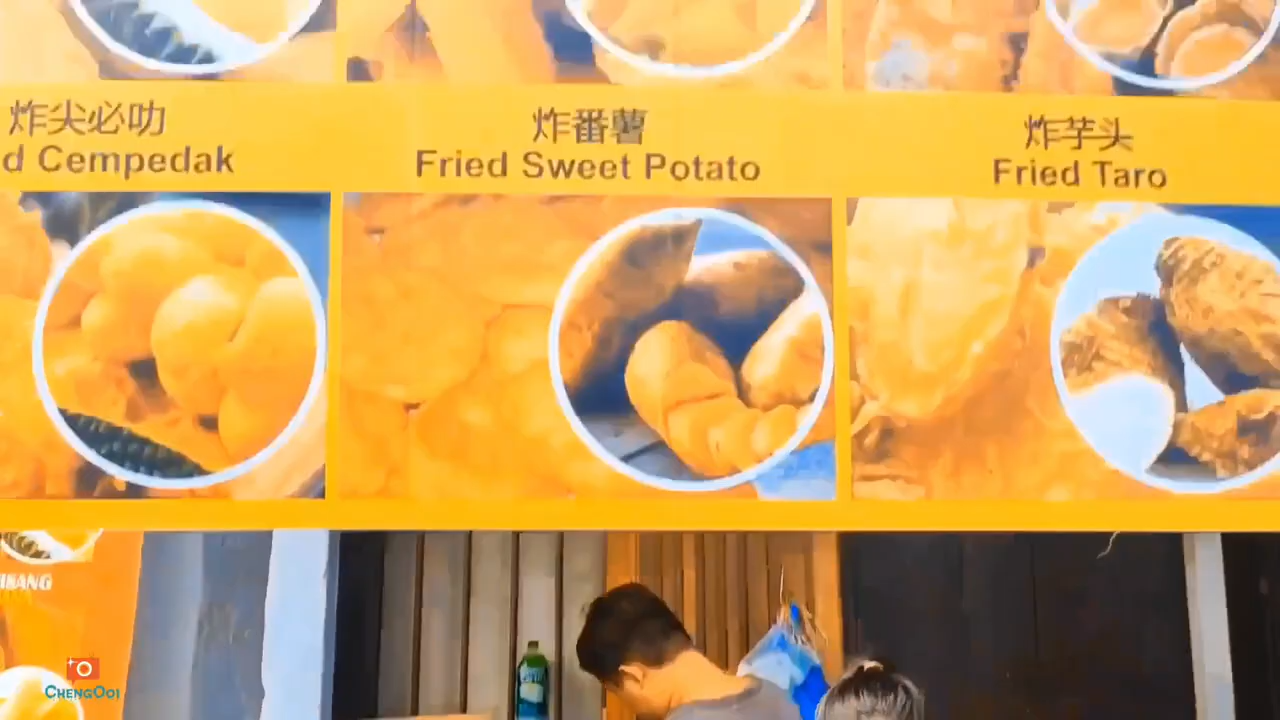 炸尖必叻
d Cempedak
炸番薯
Fried Sweet Potato
炸芋头
Fried Taro
CHENGOOI